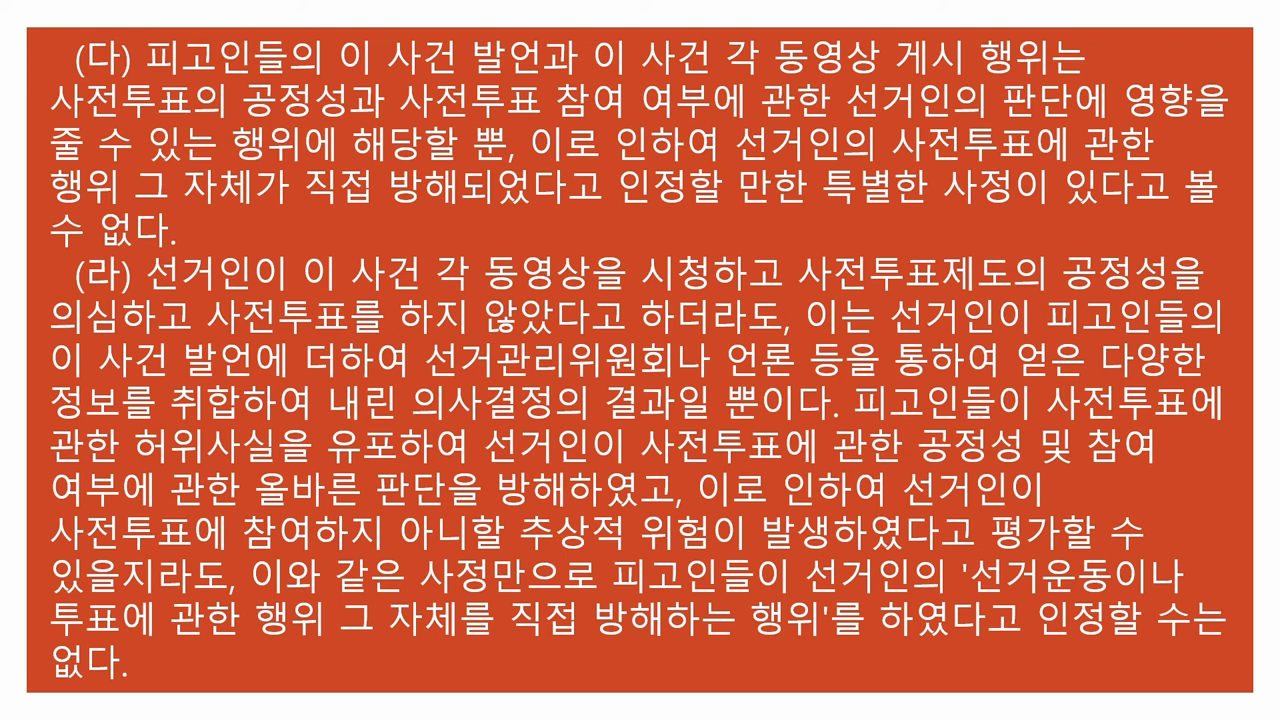 (다) 피고인들의 이 사건 발언과 이 사건 각 동영상 게시 행위는
사전투표의 공정성과 사전투표 참여 여부에 관한 선거인의 판단에 영향을
줄 수 있는 행위에 해당할 뿐, 이로 인하여 선거인의 사전투표에 관한
행위 그 자체가 직접 방해되었다고 인정할 만한 특별한 사정이 있다고 볼
수 없다.
(라) 선거인이 이 사건 각 동영상을 시청하고 사전투표제도의 공정성을
의심하고 사전투표를 하지 않았다고 하더라도, 이는 선거인이 피고인들의
이 사건 발언에 더하여 선거관리위원회나 언론 등을 통하여 얻은 다양한
정보를 취합하여 내린 의사결정의 결과일 뿐이다. 피고인들이 사전투표에
관한 허위사실을 유포하여 선거인이 사전투표에 관한 공정성 및 참여
여부에 관한 올바른 판단을 방해하였고, 이로 인하여 선거인이
사전투표에 참여하지 아니할 추상적 위험이 발생하였다고 평가할 수
있을지라도, 이와 같은 사정만으로 피고인들이 선거인의 '선거운동이나
투표에 관한 행위 그 자체를 직접 방해하는 행위'를 하였다고 인정할 수는
없다.